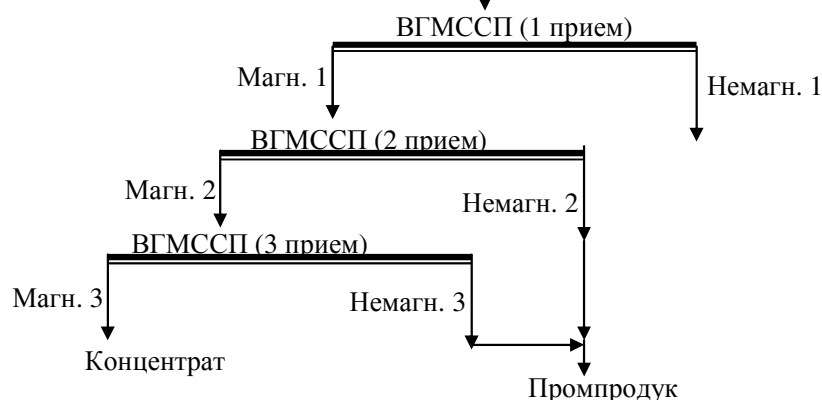 ВГМССП (1 прием)
Магн. 1
Немагн. 1
ВГМССП (2 прием)
Магн. 2
Немагн. 2
ВГМССП (3 прием)
Магн. 3
Немагн. 3
Концентрат
Промпродук